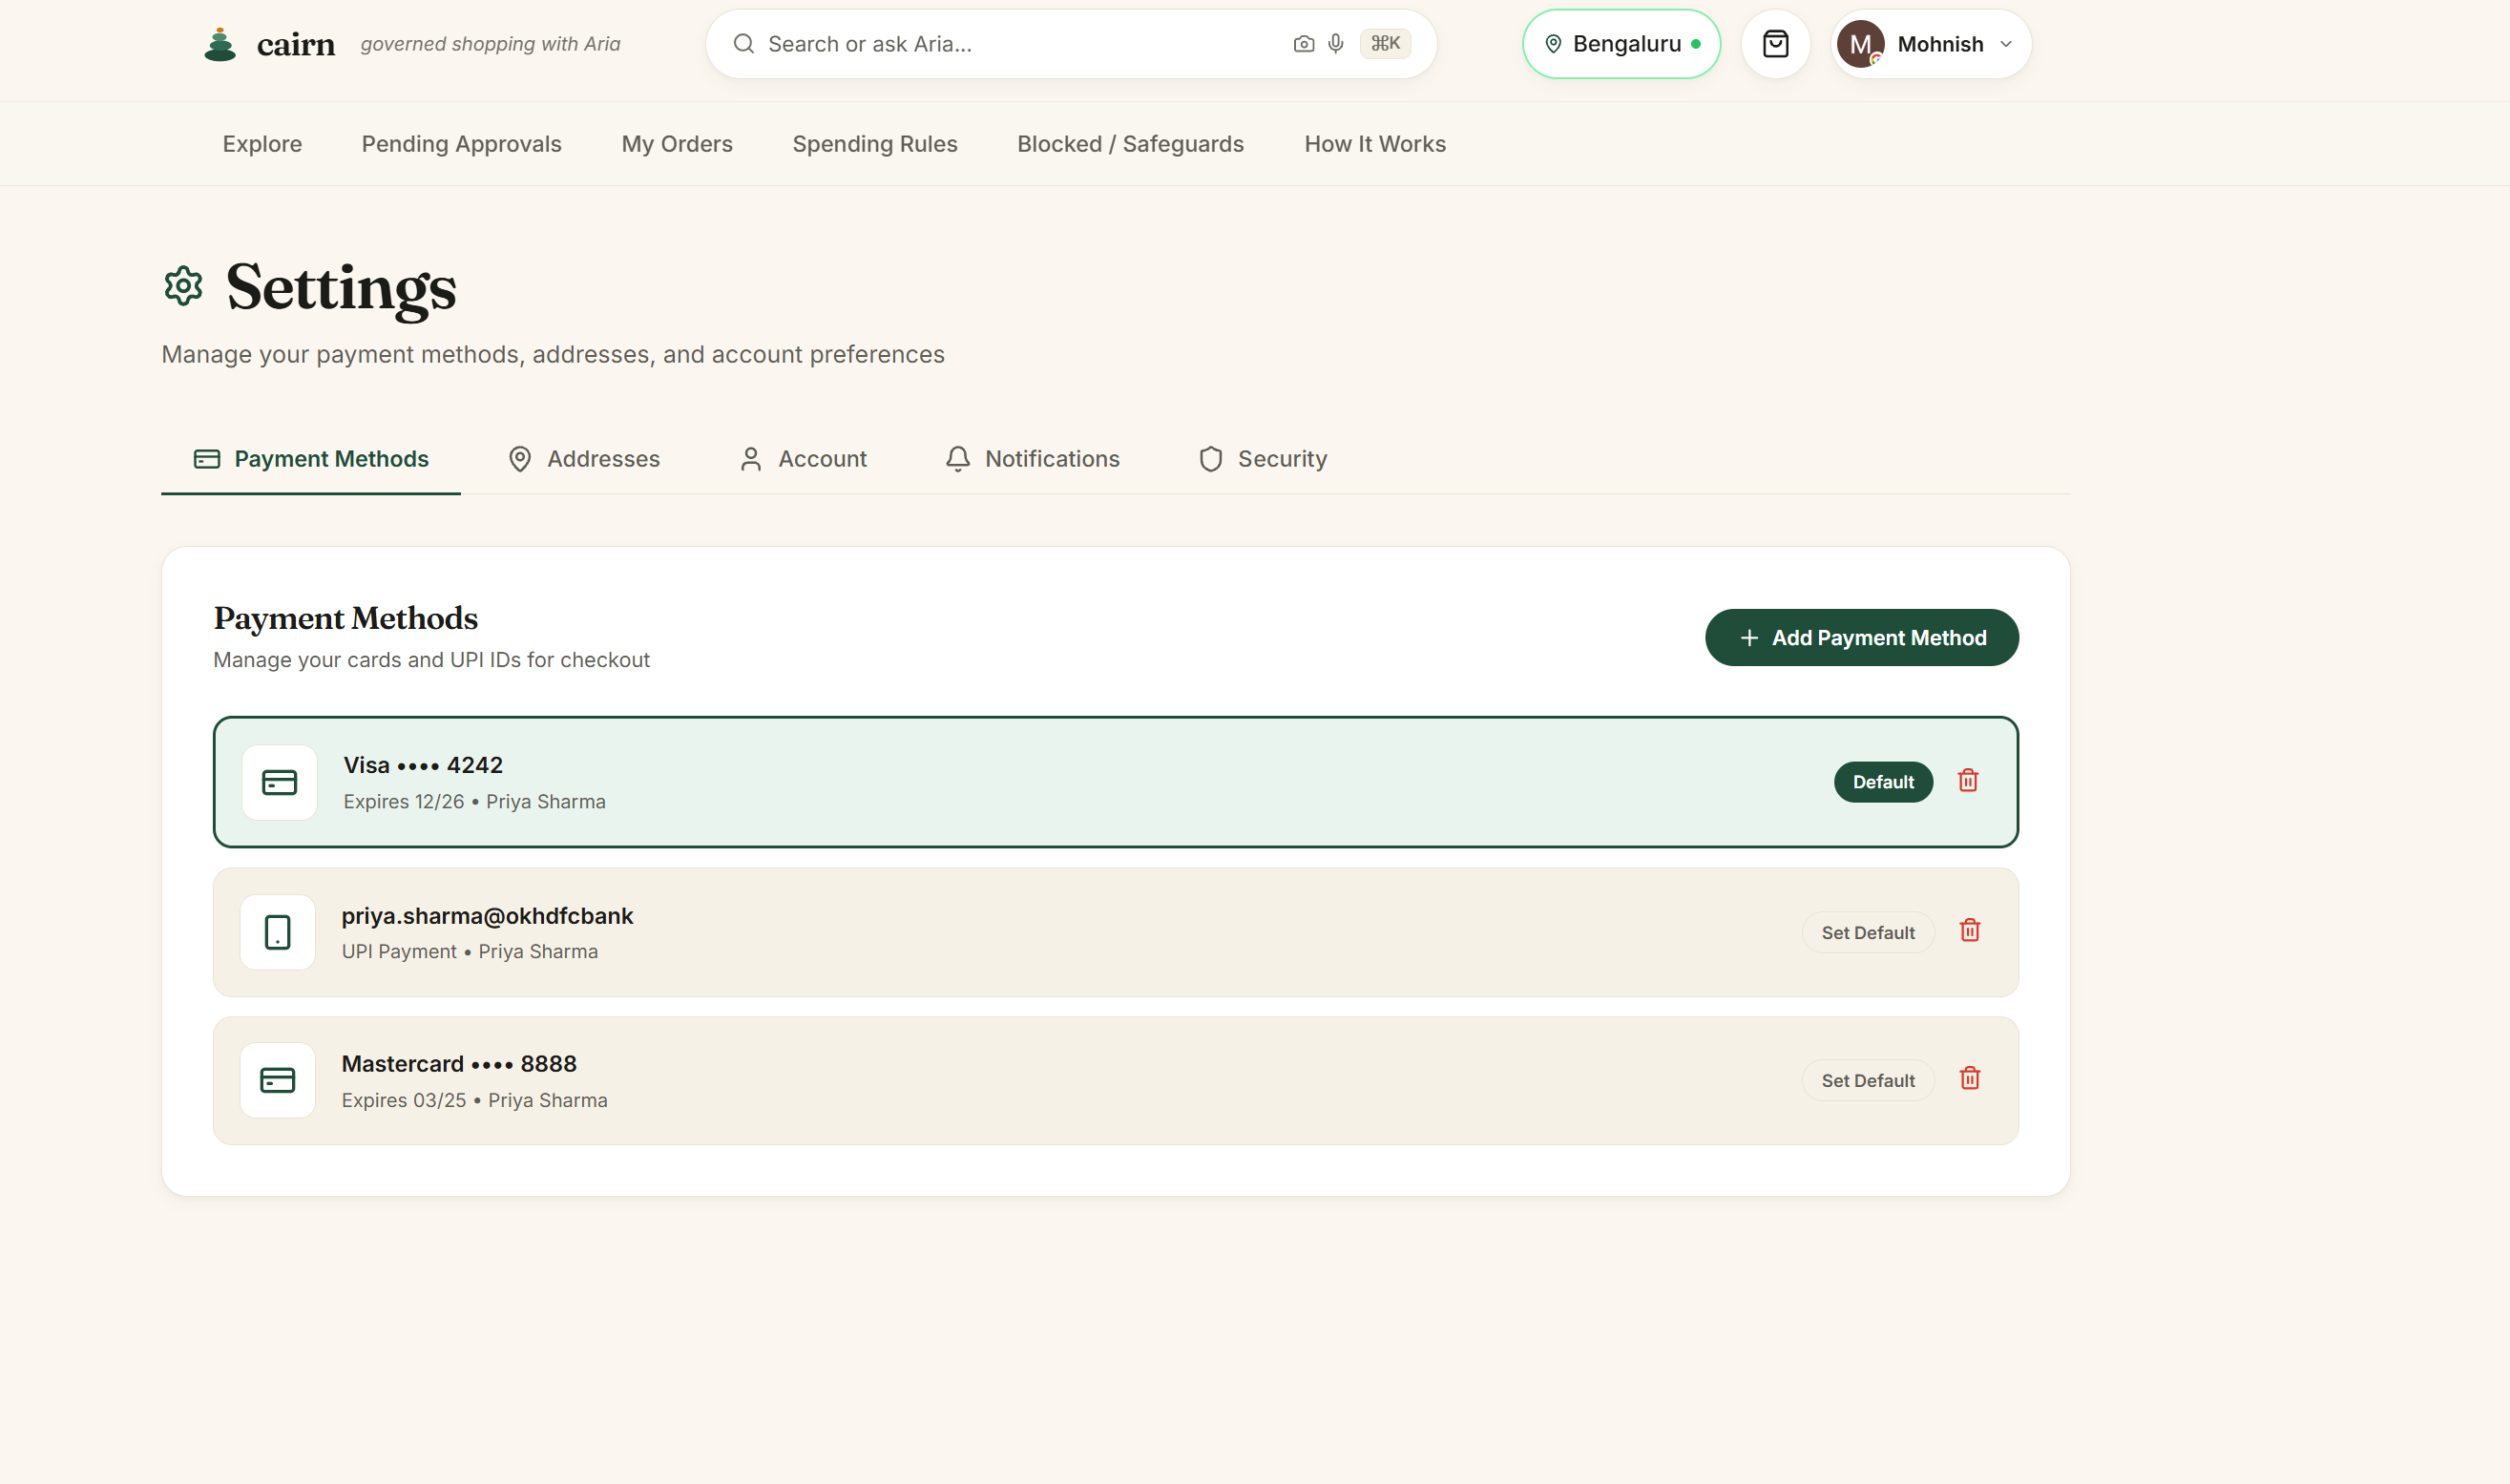 cairn governed shopping with Aria
Search or ask Aria... ⌘K
Bengaluru
M Mohnish
Explore Pending Approvals My Orders Spending Rules Blocked / Safeguards How It Works
Settings
Manage your payment methods, addresses, and account preferences
Payment Methods Addresses Account Notifications Security
Payment Methods
Manage your cards and UPI IDs for checkout
+ Add Payment Method
Visa •••• 4242
Expires 12/26 • Priya Sharma
Default
priya.sharma@okhdfcbank
UPI Payment • Priya Sharma
Set Default
Mastercard •••• 8888
Expires 03/25 • Priya Sharma
Set Default